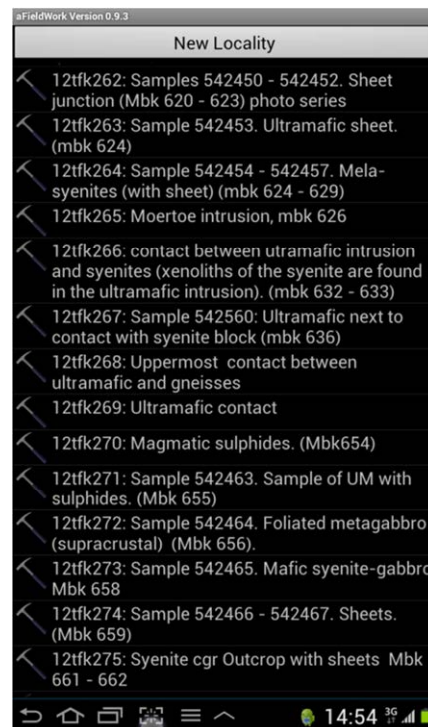 aFieldWork Version 0.9.3
New Locality
12tfk262: Samples 542450 - 542452. Sheet
junction (Mbk 620 - 623) photo series
12tfk263: Sample 542453. Ultramafic sheet.
(mbk 624)
12tfk264: Sample 542454 - 542457. Mela-
syenites (with sheet) (mbk 624 - 629)
12tfk265: Moertoe intrusion, mbk 626
12tfk266: contact between utramafic intrusion
and syenites (xenoliths of the syenite are found
in the ultramafic intrusion). (mbk 632 - 633)
12tfk267: Sample 542560: Ultramafic next to
contact with syenite block (mbk 636)
12tfk268: Uppermost contact between
ultramafic and gneisses
12tfk269: Ultramafic contact
12tfk270: Magmatic sulphides. (Mbk654)
12tfk271: Sample 542463. Sample of UM with
sulphides. (Mbk 655)
12tfk272: Sample 542464. Foliated metagabbro
(supracrustal) (Mbk 656).
12tfk273: Sample 542465. Mafic syenite-gabbro
Mbk 658
12tfk274: Sample 542466 - 542467. Sheets.
(Mbk 659)
12tfk275: Syenite cgr Outcrop with sheets Mbk
661 - 662
14:54 3G